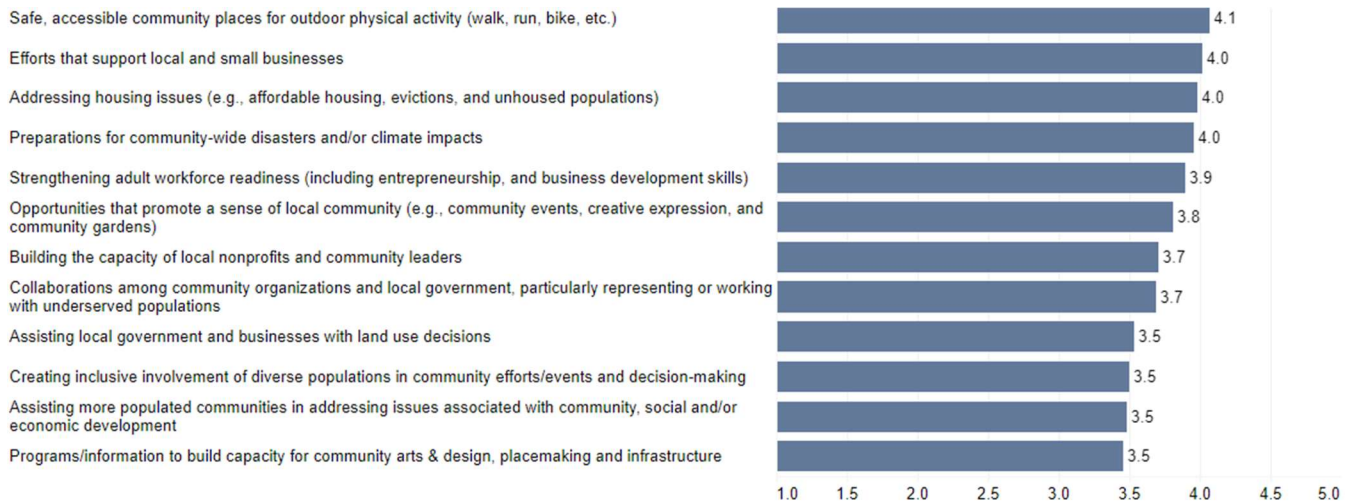 Safe, accessible community places for outdoor physical activity (walk, run, bike, etc.) 4.1
Efforts that support local and small businesses 4.0
Addressing housing issues (e.g., affordable housing, evictions, and unhoused populations) 4.0
Preparations for community-wide disasters and/or climate impacts 4.0
Strengthening adult workforce readiness (including entrepreneurship, and business development skills) 3.9
Opportunities that promote a sense of local community (e.g., community events, creative expression, and
community gardens) 3.8
Building the capacity of local nonprofits and community leaders 3.7
Collaborations among community organizations and local government, particularly representing or working
with underserved populations 3.7
Assisting local government and businesses with land use decisions 3.5
Creating inclusive involvement of diverse populations in community efforts/events and decision-making 3.5
Assisting more populated communities in addressing issues associated with community, social and/or
economic development 3.5
Programs/information to build capacity for community arts & design, placemaking and infrastructure 3.5
1.0 1.5 2.0 2.5 3.0 3.5 4.0 4.5 5.0